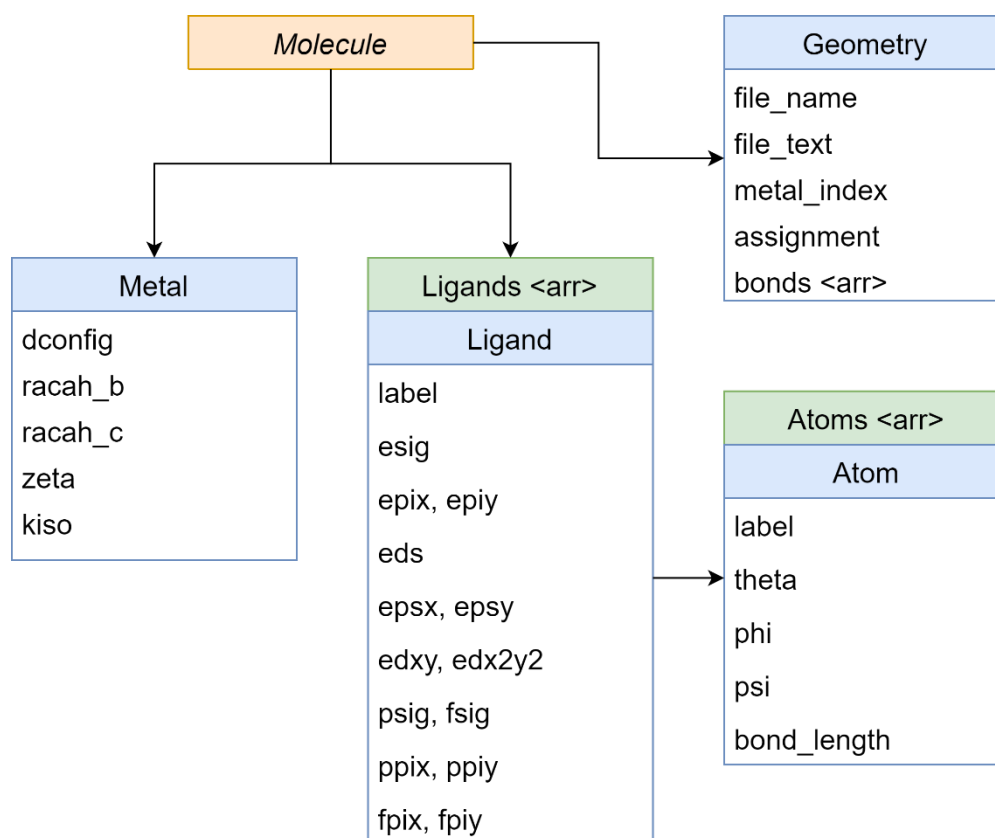 Molecule
Geometry
file_name
file_text
metal_index
assignment
bonds <arr>
Metal
dconfig
racah_b
racah_c
zeta
kiso
Ligands <arr>
Ligand
label
esig
epix, epiy
eds
epsx, epsy
edxy, edx2y2
psig, fsig
ppix, ppiy
fpix, fpiy
Atoms <arr>
Atom
label
theta
phi
psi
bond_length